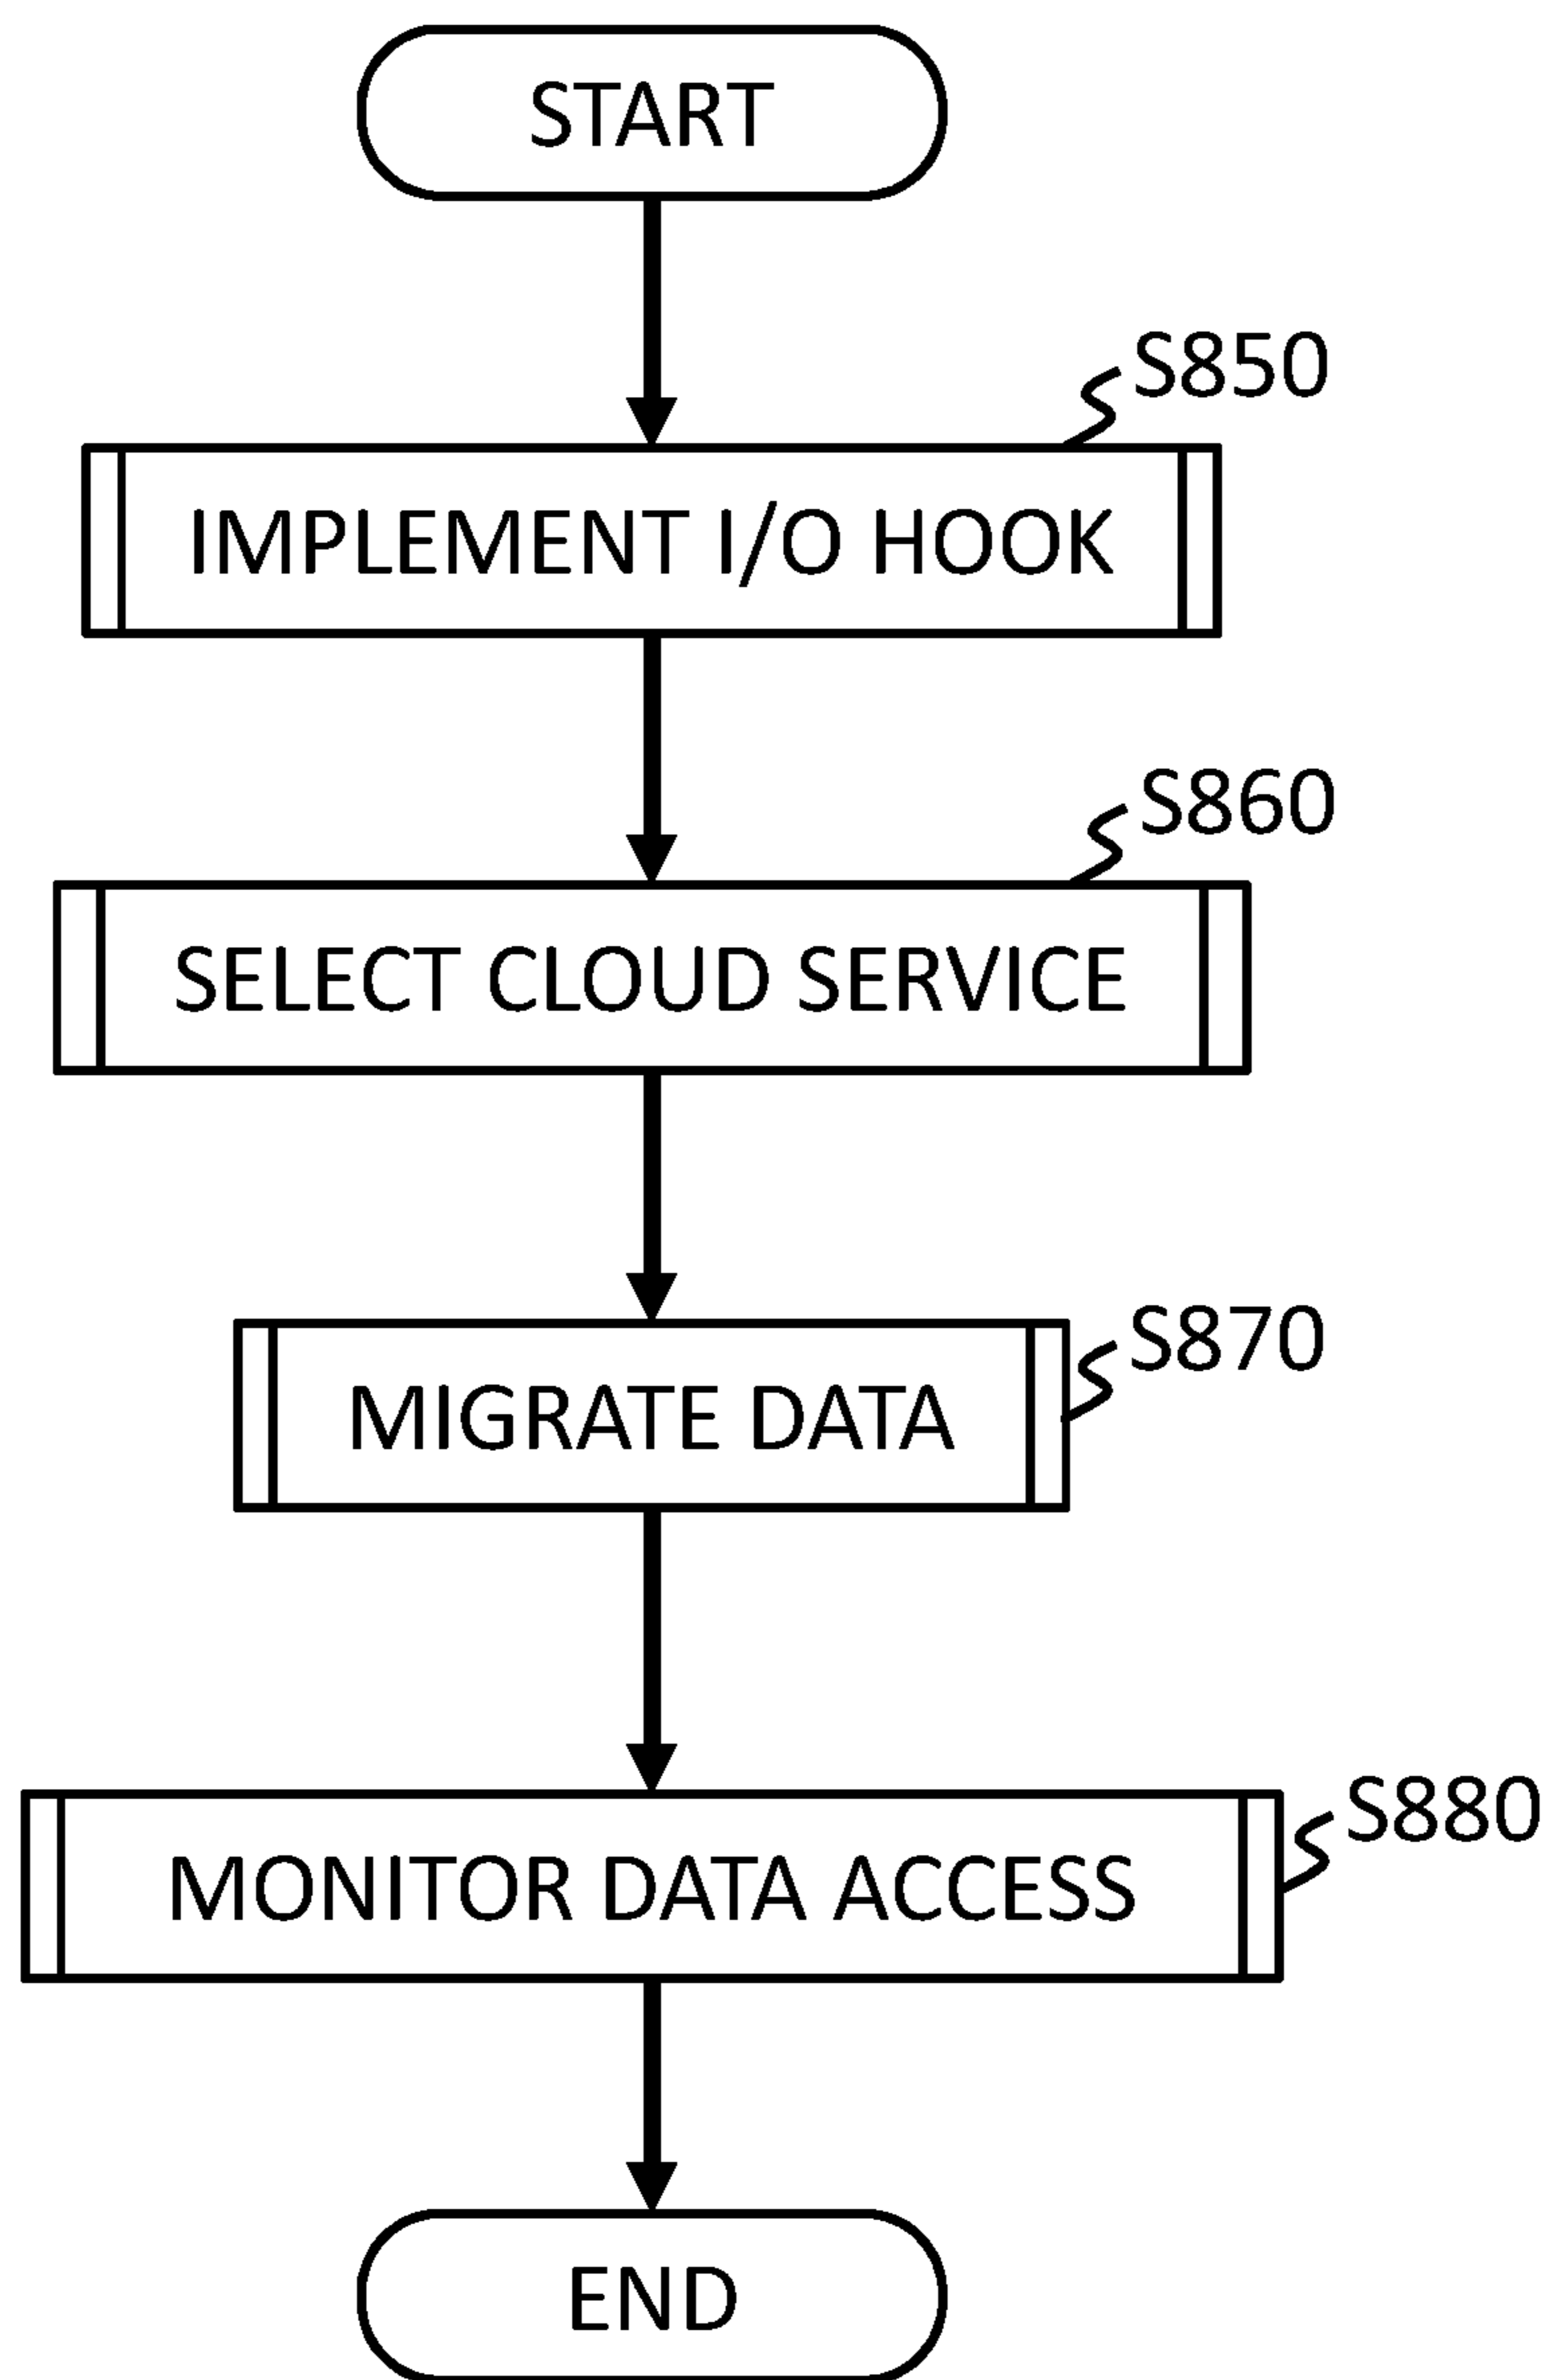 START
S850
IMPLEMENT I/O HOOK
S860
SELECT CLOUD SERVICE
S870
MIGRATE DATA
S880
MONITOR DATA ACCESS
END